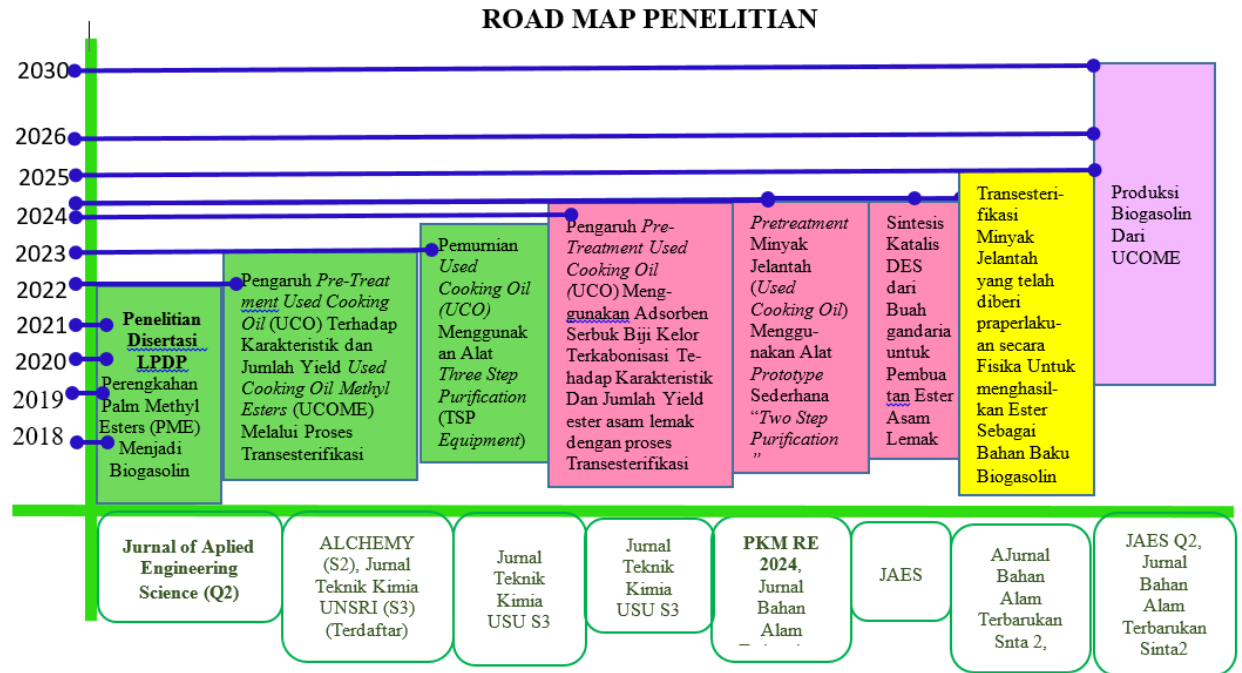 ROAD MAP PENELITIAN
2030
2026
2025
2024
2023
2022
2021
2020
2019
2018
Penelitian
Disertasi
LPDP
Perengkahan
Palm Methyl
Esters (PME)
Menjadi
Biogasolin
Pengaruh Pre-Treat
ment Used Cooking
Oil (UCO) Terhadap
Karakteristik dan
Jumlah Yield Used
Cooking Oil Methyl
Esters (UCOME)
Melalui Proses
Transesterifikasi
Pemurnian
Used
Cooking Oil
(UCO)
Menggunak
an Alat
Three Step
Purification
(TSP
Equipment)
Pengaruh Pre-
Treatment Used
Cooking Oil
(UCO) Meng-
gunakan Adsorben
Serbuk Biji Kelor
Terkabonisasi Te-
hadap Karakteristik
Dan Jumlah Yield
ester asam lemak
dengan proses
Transesterifikasi
Pretreatment
Minyak
Jelantah
(Used
Cooking Oil)
Menggu-
nakan Alat
Prototype
Sederhana
“Two Step
Purification
”
Sintesis
Katalis
DES
dari
Buah
gandaria
untuk
Pembua
tan Ester
Asam
Lemak
Transesteri-
fikasi
Minyak
Jelantah
yang telah
diberi
praperlaku-
an secara
Fisika Untuk
menghasil-
kan Ester
Sebagai
Bahan Baku
Biogasolin
Produksi
Biogasolin
Dari
UCOME
Jurnal of Aplied
Engineering
Science (Q2)
ALCHEMY
(S2), Jurnal
Teknik Kimia
UNSRI (S3)
(Terdaftar)
Jurnal
Teknik
Kimia
USU S3
Jurnal
Teknik
Kimia
USU S3
PKM RE
2024,
Jurnal
Bahan
Alam
JAES
AJurnal
Bahan
Alam
Terbarukan
Snta 2,
JAES Q2,
Jurnal
Bahan
Alam
Terbarukan
Sinta2